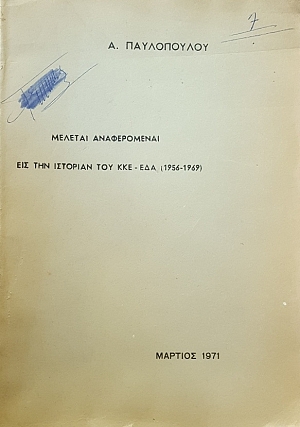 Α. ΠΑΥΛΟΠΟΥΛΟΥ
ΜΕΛΕΤΑΙ ΑΝΑΦΕΡΟΜΕΝΑΙ
ΕΙΣ ΤΗΝ ΙΣΤΟΡΙΑΝ ΤΟΥ ΚΚΕ - ΕΔΑ (1956-1969)
ΜΑΡΤΙΟΣ 1971